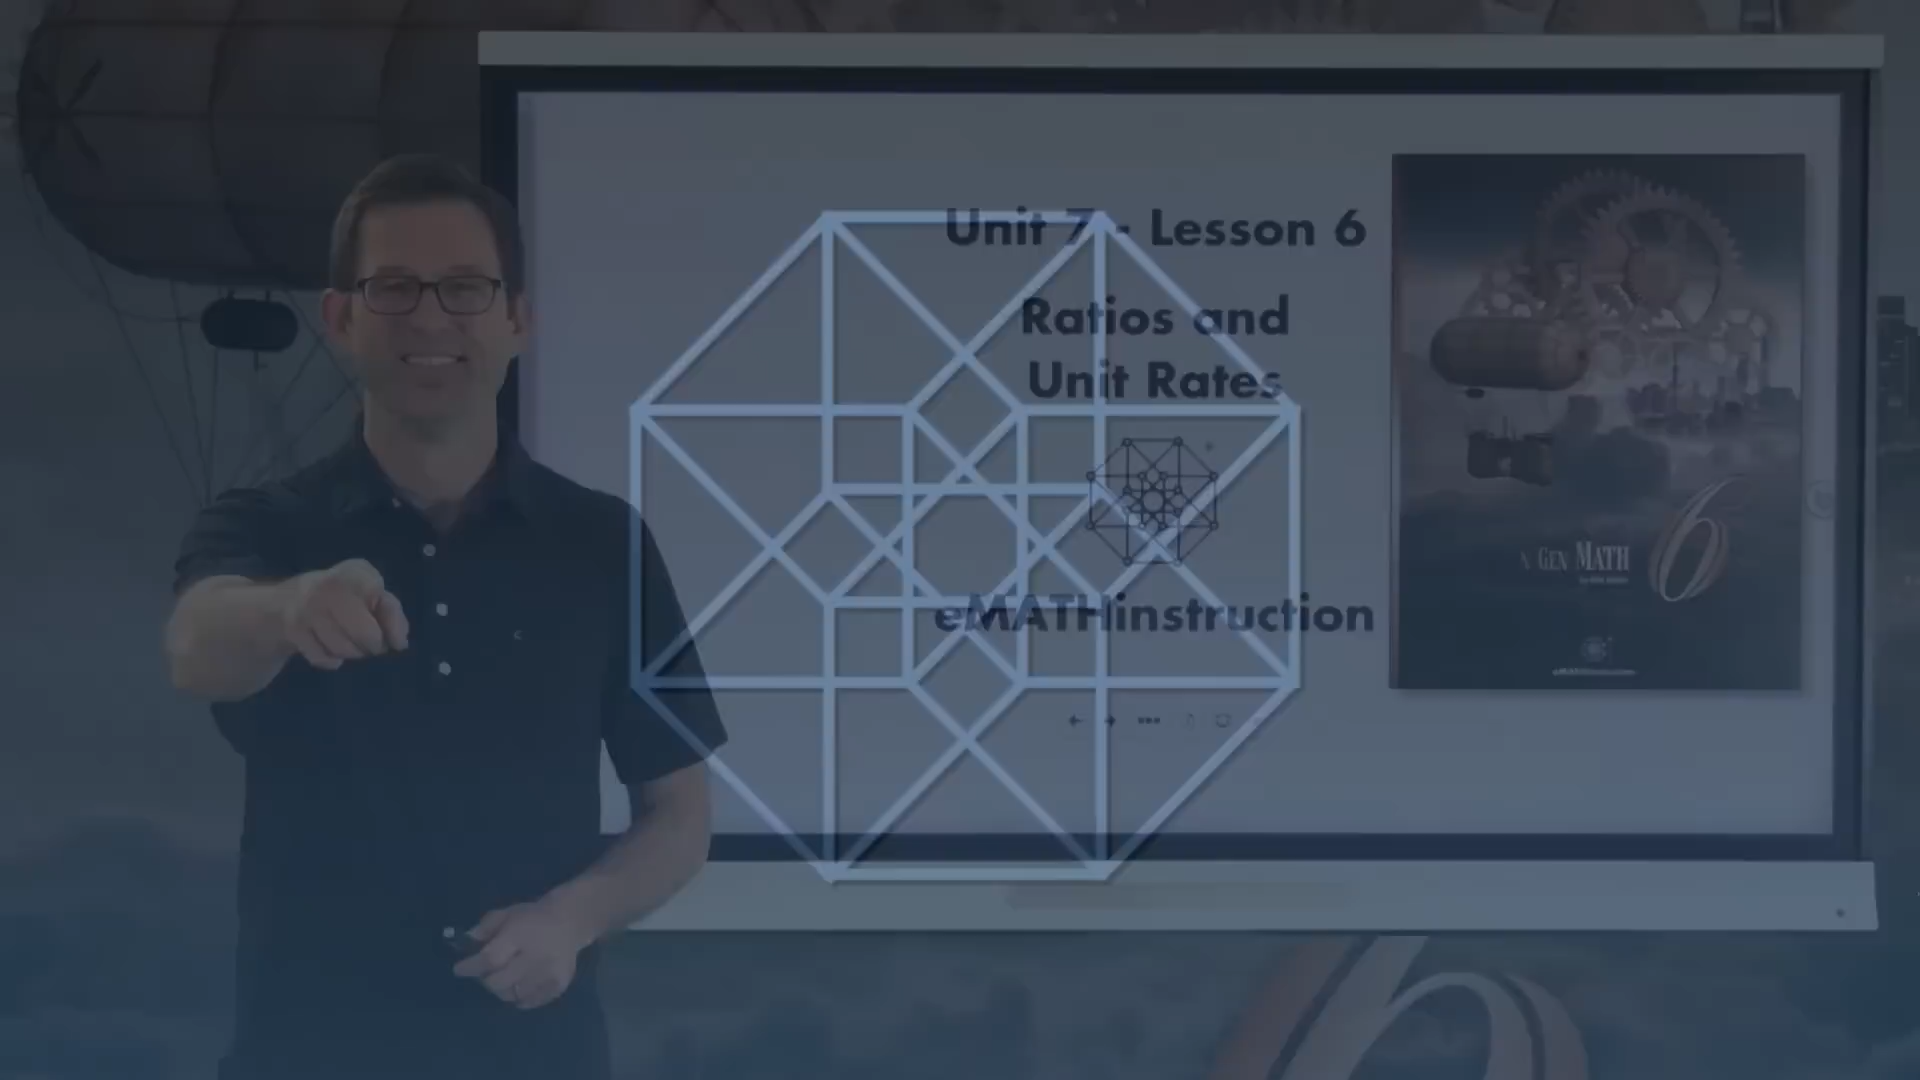 Unit 7 - Lesson 6
Ratios and
Unit Rates
eMATHinstruction
N GEN MATH
6